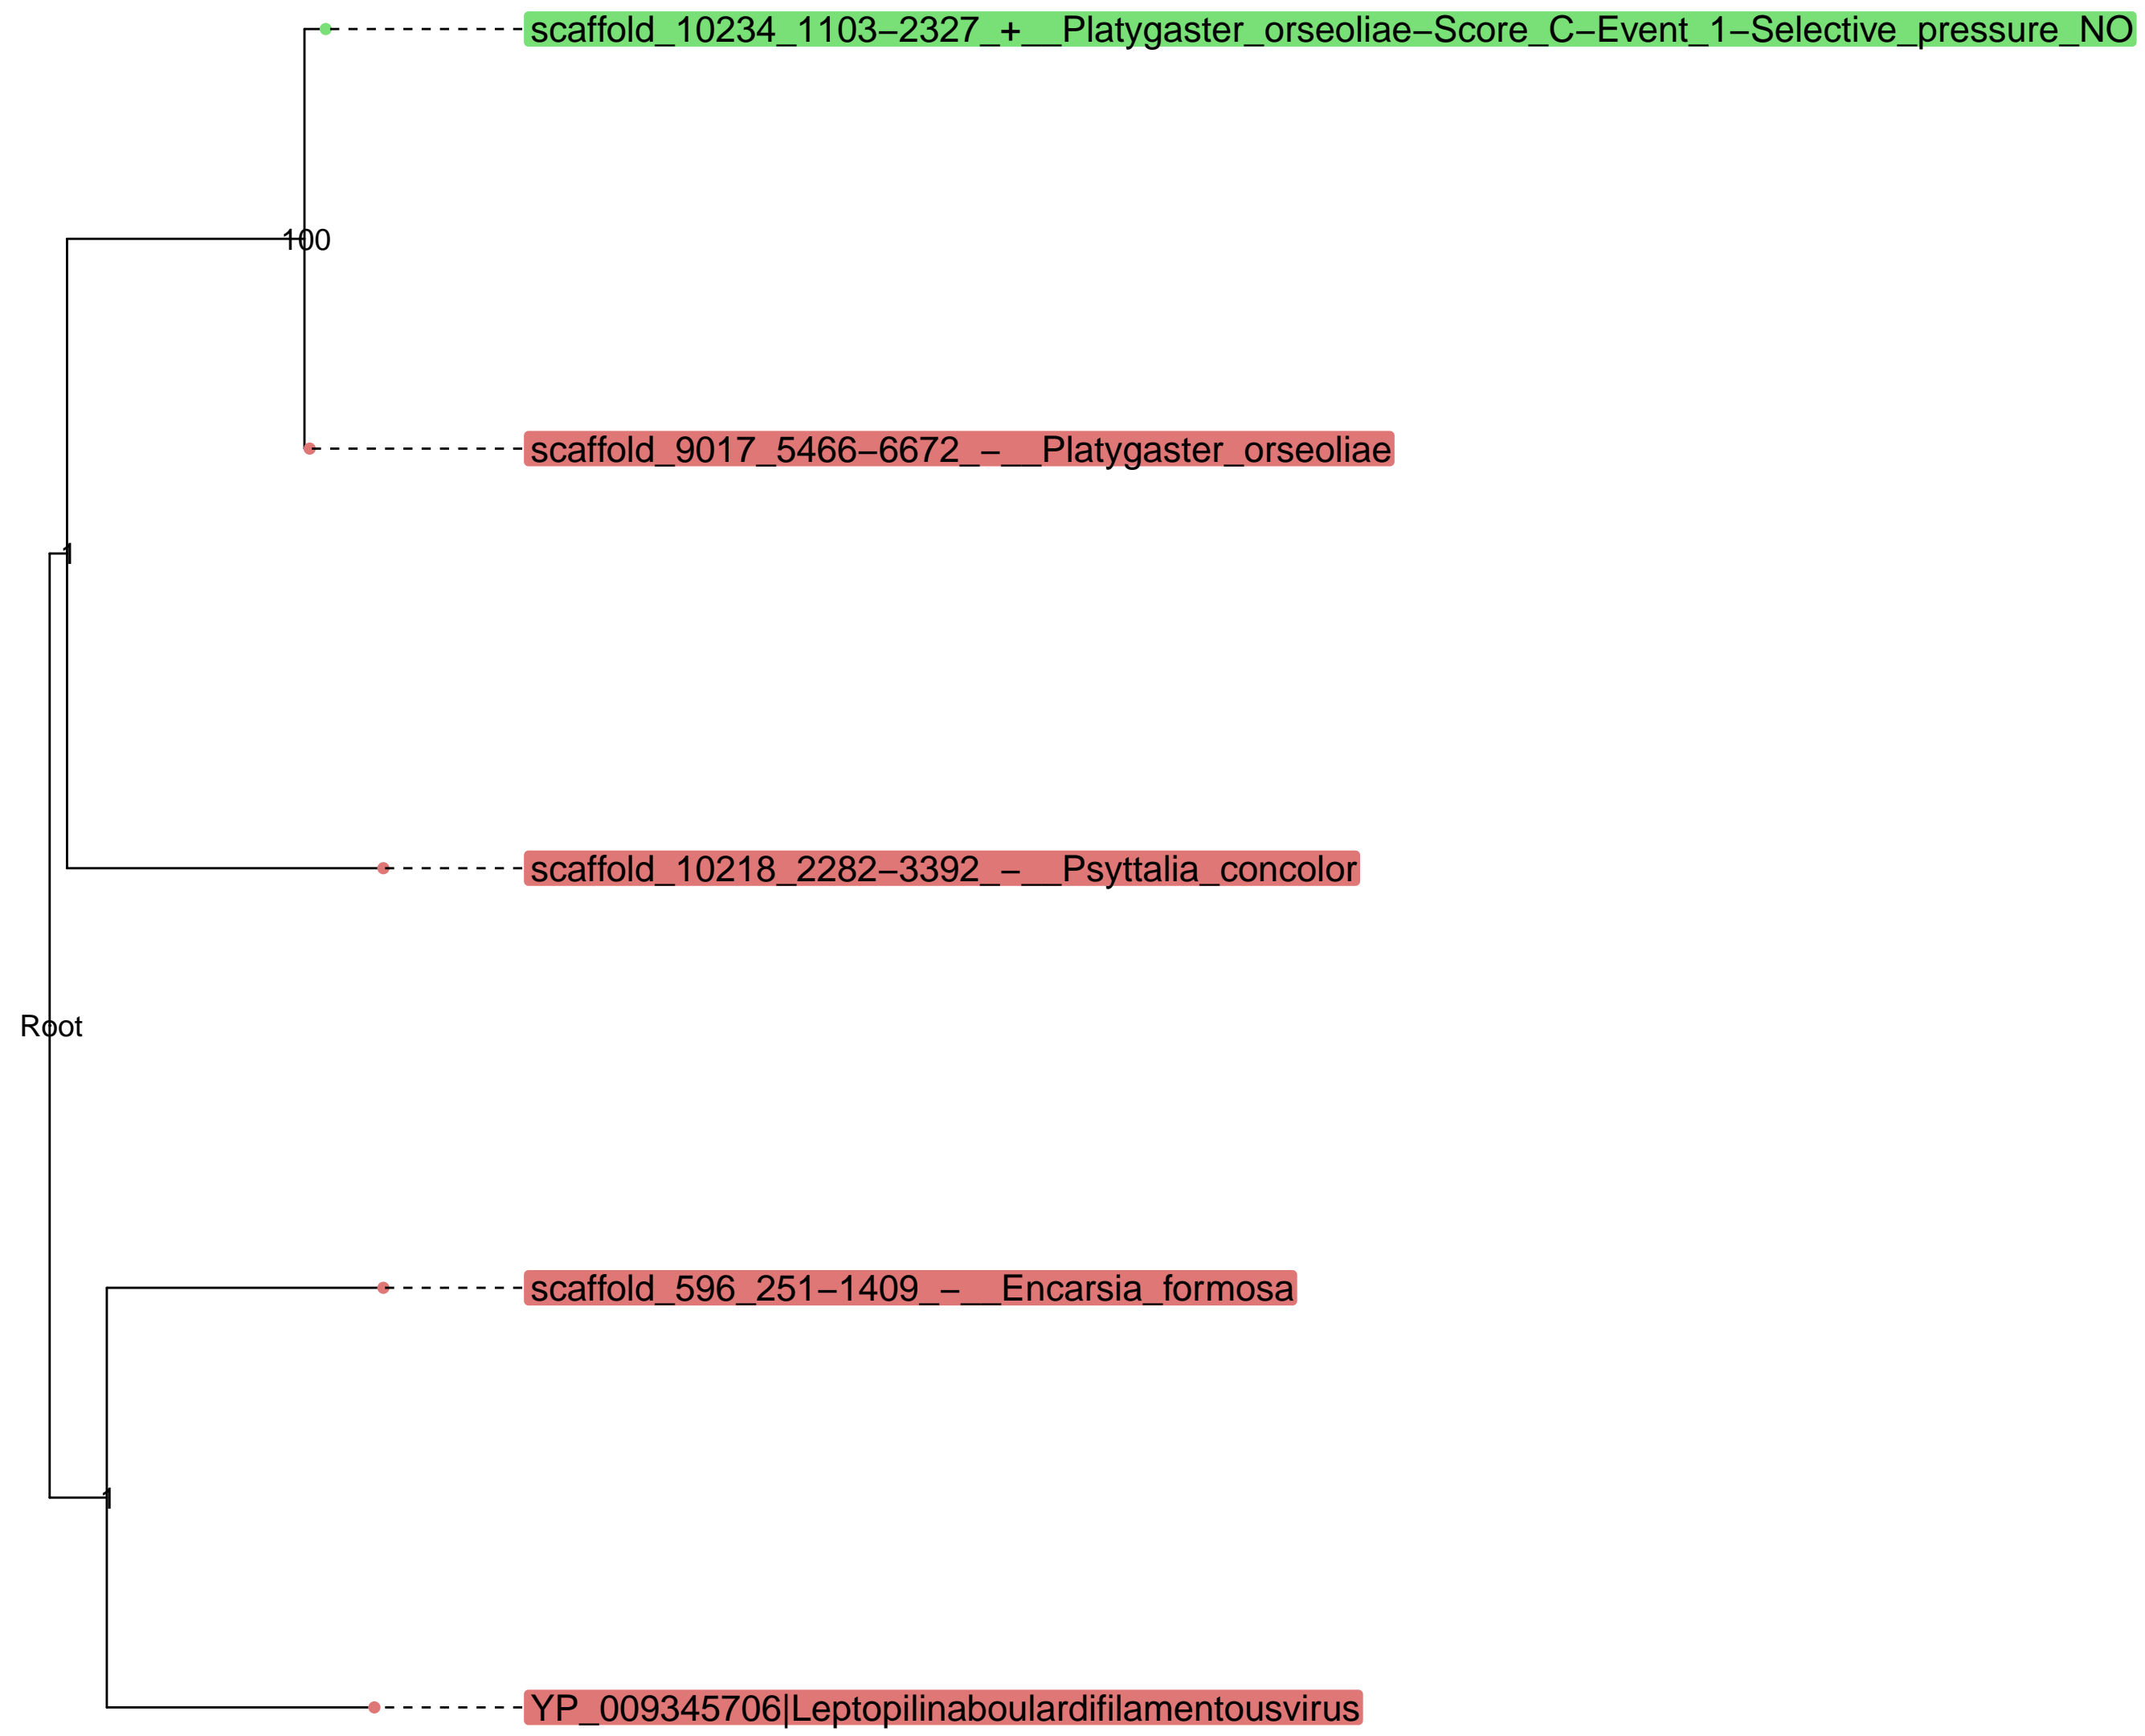 scaffold_10234_1103−2327_+__Platygaster_orseoliae−Score_C−Event_1−Selective_pressure_NO
100
scaffold_9017_5466−6672_−__Platygaster_orseoliae
1
scaffold_10218_2282−3392_−__Psyttalia_concolor
Root
scaffold_596_251−1409_−__Encarsia_formosa
1
YP_009345706|Leptopilinaboulardifilamentousvirus